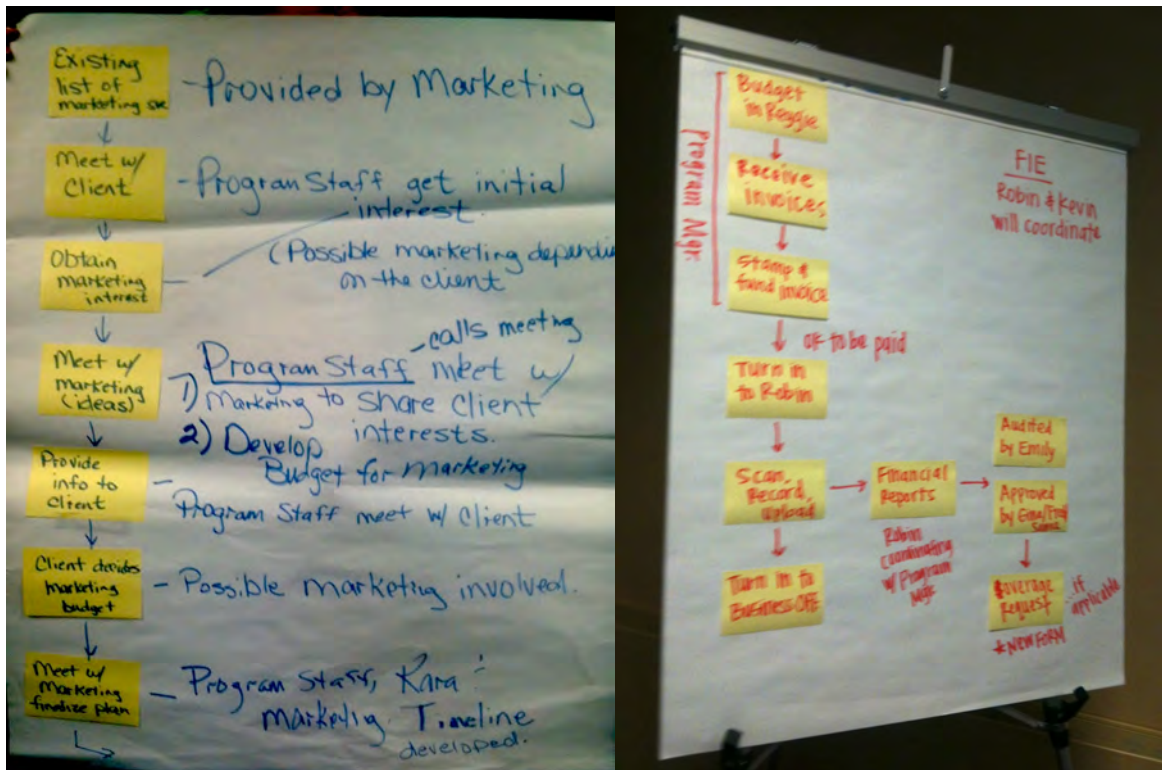 Existing
list of
marketing svc
- Provided by Marketing
Meet w/
Client
- Program Staff get initial
interest.
Obtain
marketing
interest
(Possible marketing dependin
on the client
Meet w/
marketing
(ideas)
- calls meeting
Program Staff meet w/
1) Marketing to share client
interests.
2) Develop
Budget for marketing
Provide
info to
Client
- Program Staff meet w/ Client
Client decides
marketing
budget
- Possible marketing involved.
Meet w/
Marketing
finalize plan
- Program Staff, Kara
marketing. Timeline
developed.
Program Mgr.
Budget
in Reggie
Receive
invoices
Stamp &
fund invoice
OK to be paid
Turn in
to Robin
Scan,
Record,
Upload
Turn in to
Business Off
Financial
Reports
Robin
Coordinating
w/ Program
Mgr
FIE
Robin & Kevin
will coordinate
Audited
by Emily
Approved
by
Overage
Request
...if
applicable
*NEW FORM